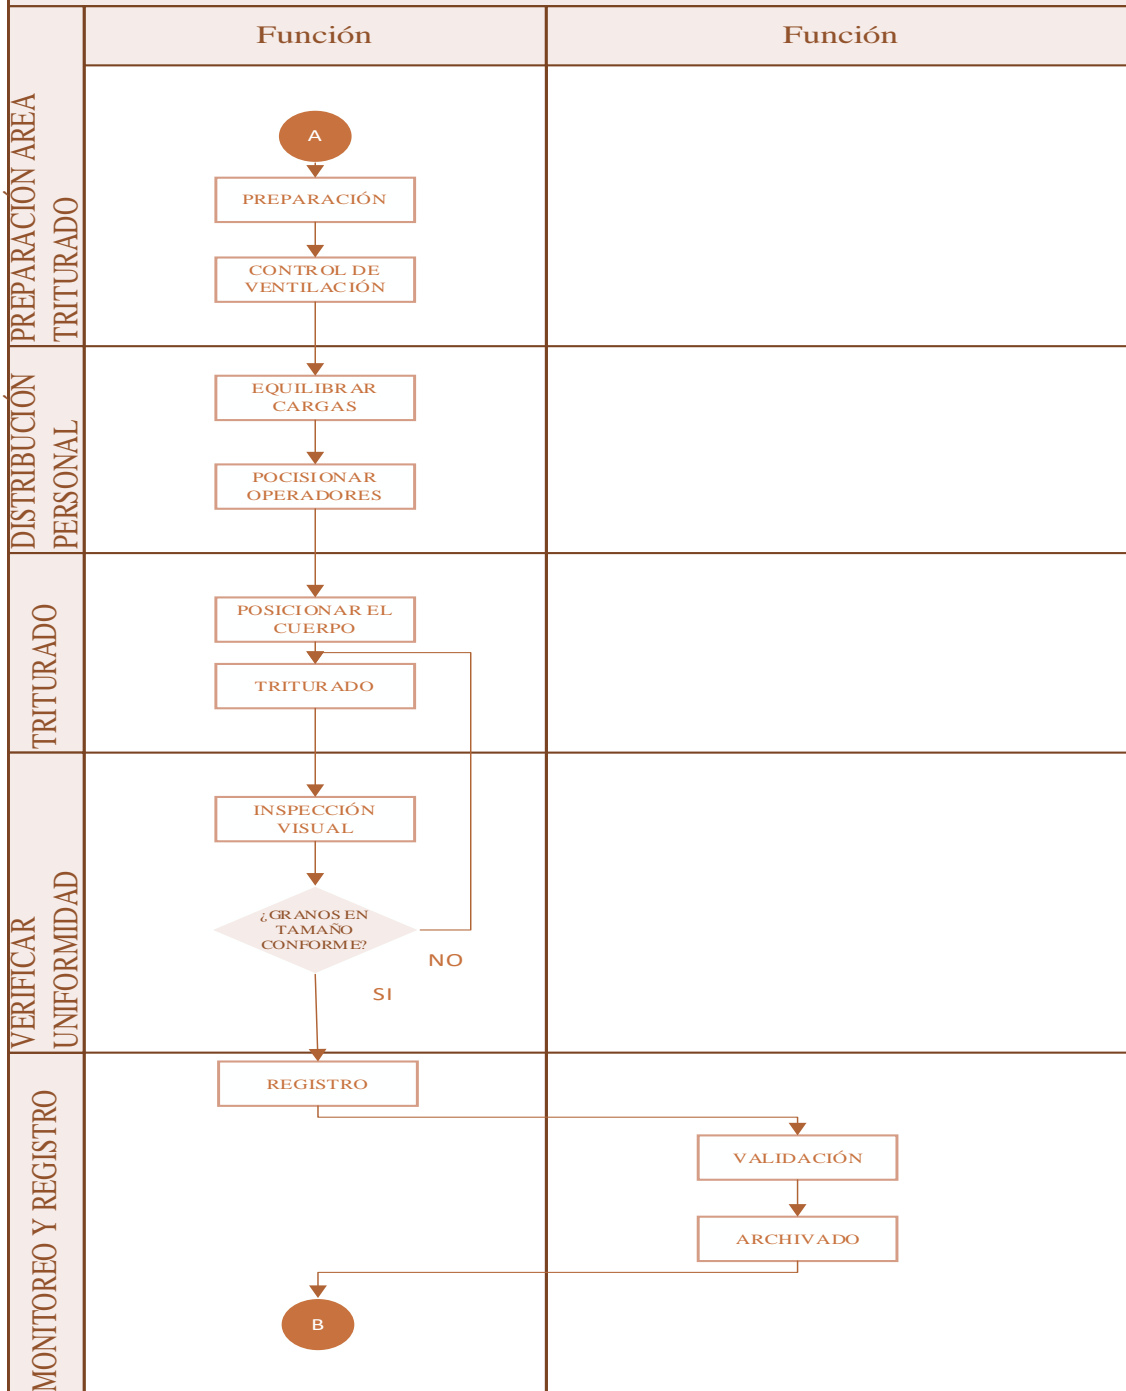 Función
Función
PREPARACIÓN AREA
TRITURADO
A
PREPARACIÓN
CONTROL DE
VENTILACIÓN
DISTRIBUCIÓN
PERSONAL
EQUILIBRAR
CARGAS
POCISIONAR
OPERADORES
TRITURADO
POSICIONAR EL
CUERPO
TRITURADO
VERIFICAR
UNIFORMIDAD
INSPECCIÓN
VISUAL
¿GRANOS EN
TAMAÑO
CONFORME?
NO
SI
MONITOREO Y REGISTRO
REGISTRO
VALIDACIÓN
ARCHIVADO
B